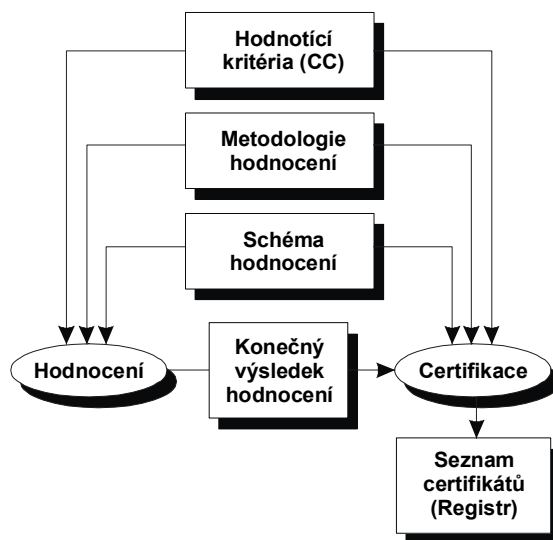 Hodnotící
kritéria (CC)
Metodologie
hodnocení
Schéma
hodnocení
Hodnocení
Konečný
výsledek
hodnocení
Certifikace
Seznam
certifikátů
(Registr)